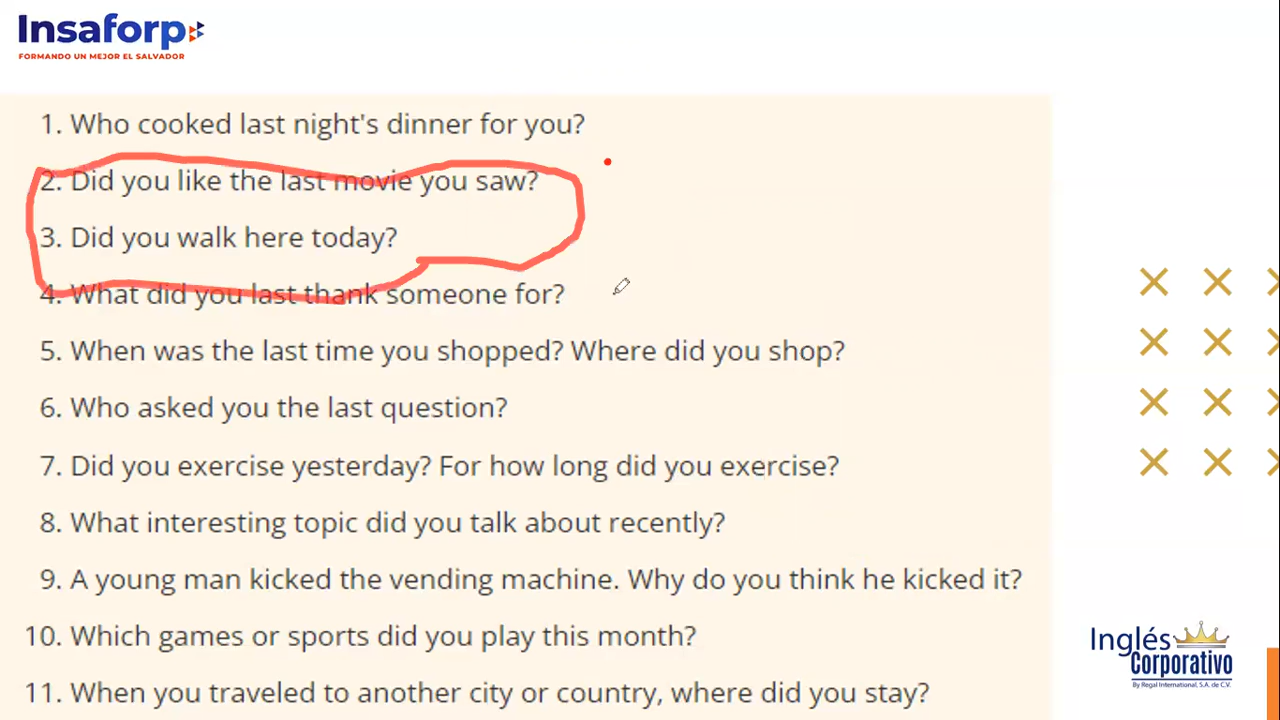 Insaforp
FORMANDO UN MEJOR EL SALVADOR
1. Who cooked last night's dinner for you?
2. Did you like the last movie you saw?
3. Did you walk here today?
4. What did you last thank someone for?
5. When was the last time you shopped? Where did you shop?
6. Who asked you the last question?
7. Did you exercise yesterday? For how long did you exercise?
8. What interesting topic did you talk about recently?
9. A young man kicked the vending machine. Why do you think he kicked it?
10. Which games or sports did you play this month?
11. When you traveled to another city or country, where did you stay?
Inglés
Corporativo
By Regal International, S.A. de C.V.